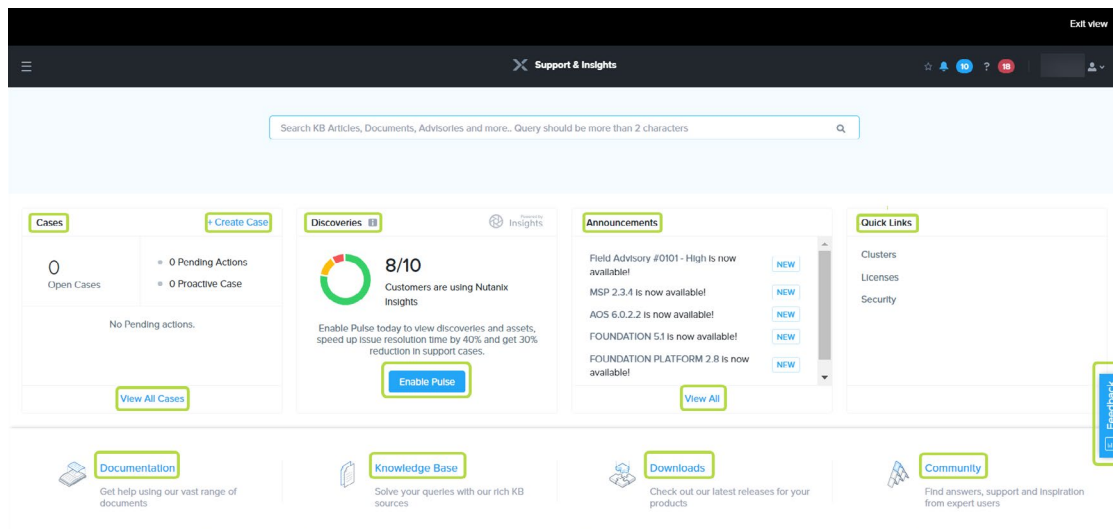 Exit view
Support & Insights
10
?
18
Search KB Articles, Documents, Advisories and more.. Query should be more than 2 characters
Cases
+ Create Case
0
Open Cases
0 Pending Actions
0 Proactive Case
No Pending actions.
View All Cases
Discoveries
Powered by
Insights
8/10
Customers are using Nutanix
Insights
Enable Pulse today to view discoveries and assets,
speed up issue resolution time by 40% and get 30%
reduction in support cases.
Enable Pulse
Announcements
Field Advisory #0101 - High is now
available!
NEW
MSP 2.3.4 is now available!
NEW
AOS 6.0.2.2 is now available!
NEW
FOUNDATION 5.1 is now available!
NEW
FOUNDATION PLATFORM 2.8 is now
available!
NEW
View All
Quick Links
Clusters
Licenses
Security
Feedback
Documentation
Get help using our vast range of
documents
Knowledge Base
Solve your queries with our rich KB
sources
Downloads
Check out our latest releases for your
products
Community
Find answers, support and inspiration
from expert users